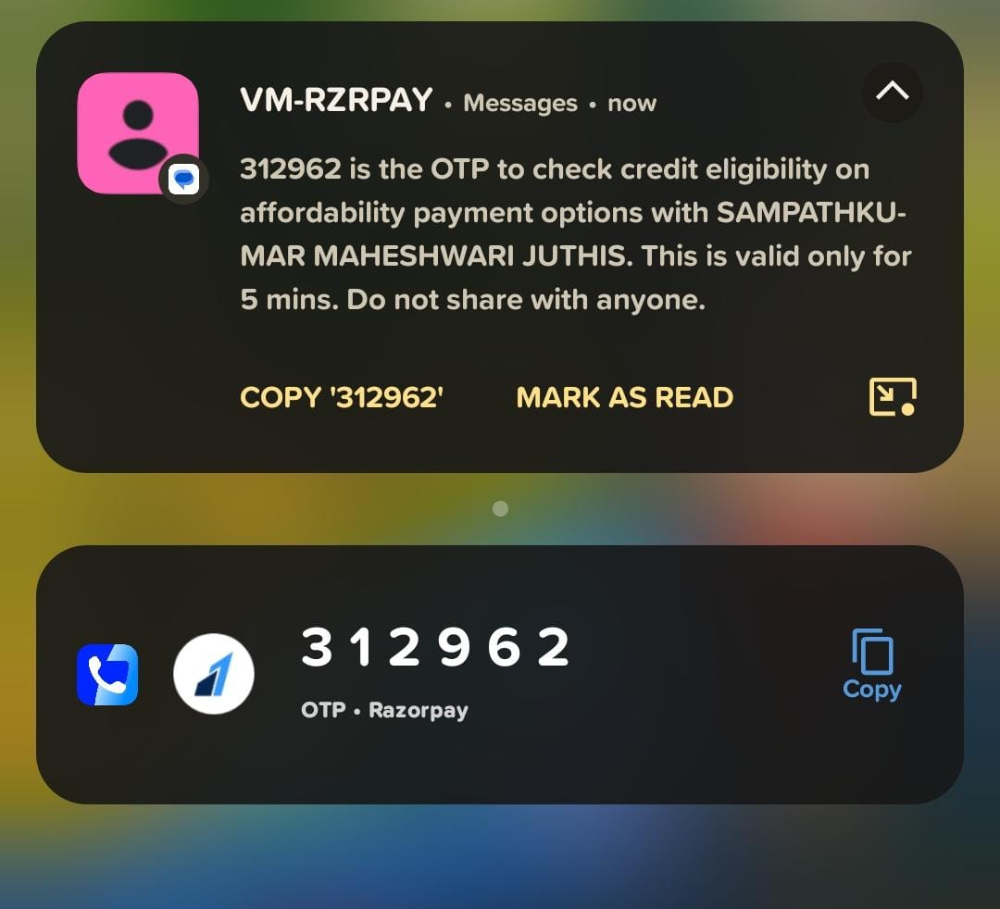 VM-RZRPAY • Messages • now
312962 is the OTP to check credit eligibility on
affordability payment options with SAMPATHKU-
MAR MAHESHWARI JUTHIS. This is valid only for
5 mins. Do not share with anyone.
COPY '312962' MARK AS READ
3 1 2 9 6 2
OTP • Razorpay
Copy